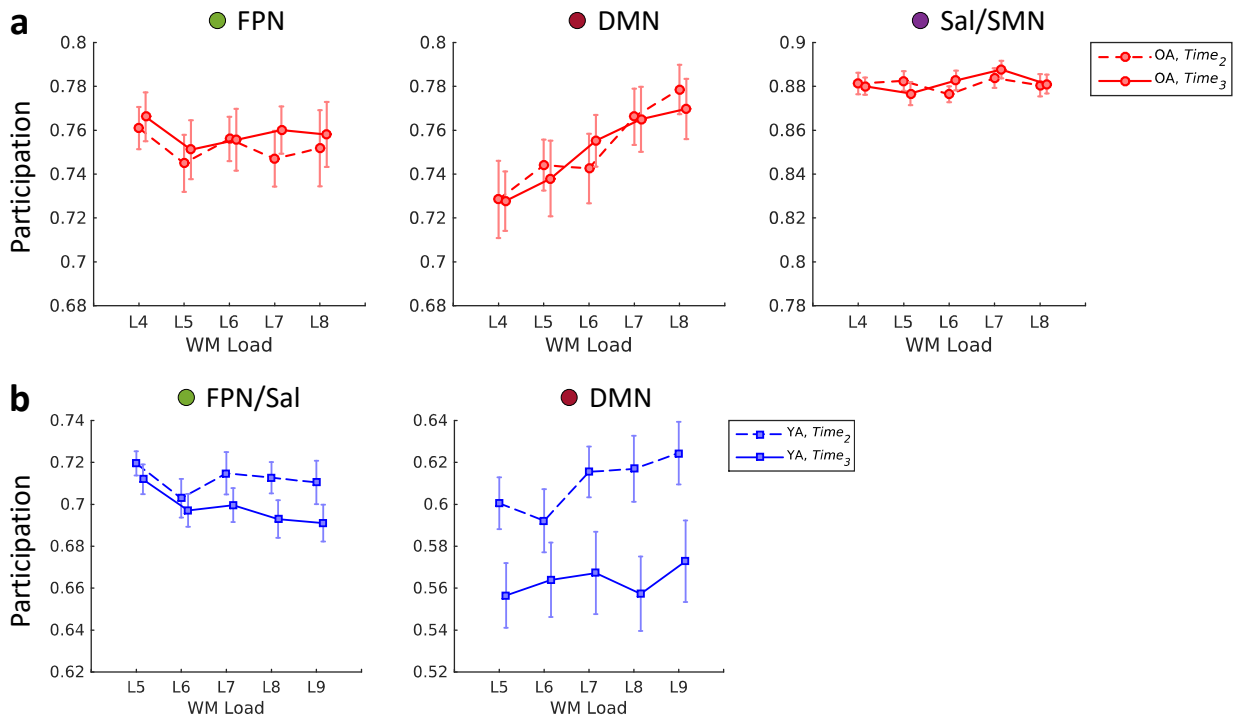 a
FPN
DMN
Sal/SMN
Participation
0.8
0.78
0.76
0.74
0.72
0.7
0.68
L4 L5 L6 L7 L8
WM Load
0.8
0.78
0.76
0.74
0.72
0.7
0.68
L4 L5 L6 L7 L8
WM Load
0.9
0.88
0.86
0.84
0.82
0.8
0.78
L4 L5 L6 L7 L8
WM Load
OA, Time2
OA, Time3
b
FPN/Sal
DMN
Participation
0.74
0.72
0.7
0.68
0.66
0.64
0.62
L5 L6 L7 L8 L9
WM Load
0.64
0.62
0.6
0.58
0.56
0.54
0.52
L5 L6 L7 L8 L9
WM Load
YA, Time2
YA, Time3